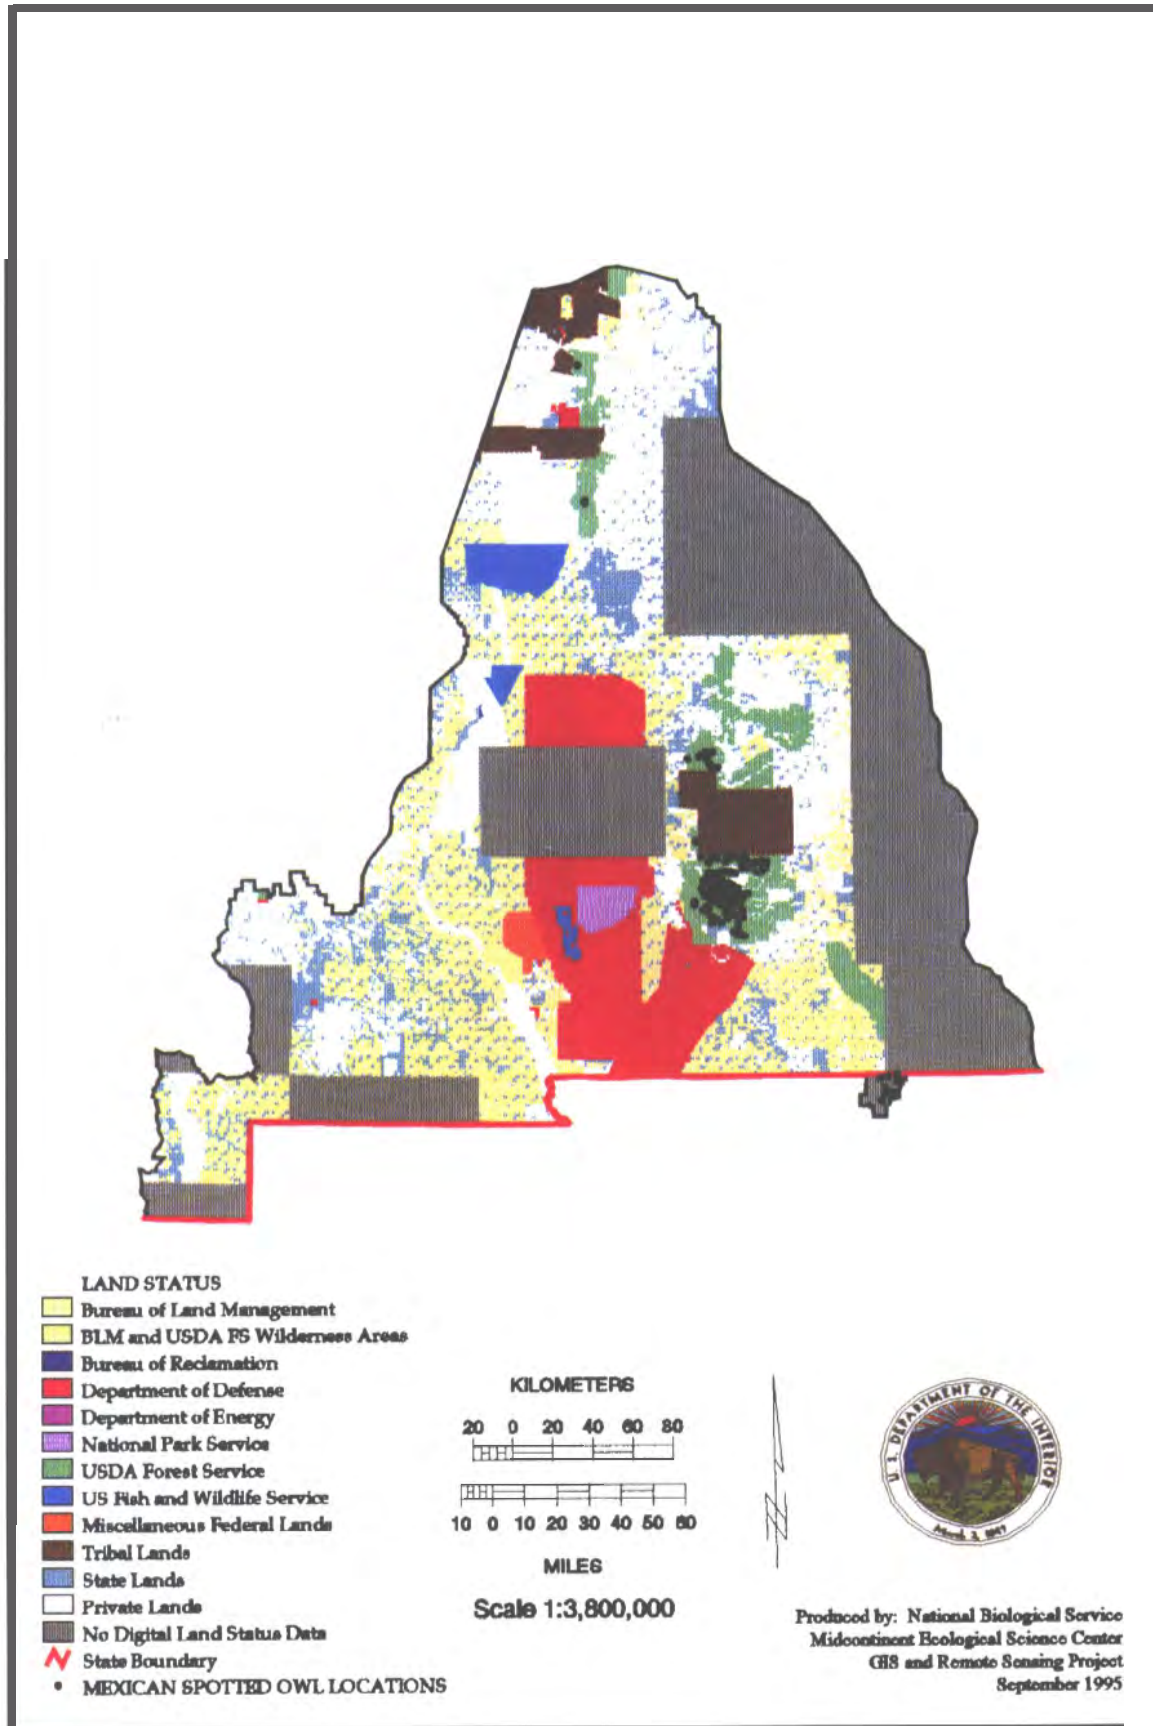 LAND STATUS
Bureau of Land Management
BLM and USDA FS Wilderness Areas
Bureau of Reclamation
Department of Defense
Department of Energy
National Park Service
USDA Forest Service
US Fish and Wildlife Service
Miscellaneous Federal Lands
Tribal Lands
State Lands
Private Lands
No Digital Land Status Data
State Boundary
MEXICAN SPOTTED OWL LOCATIONS
KILOMETERS
20 0 20 40 60 80
10 0 10 20 30 40 50 60
MILES
Scale 1:3,800,000
U. S. DEPARTMENT OF THE INTERIOR
March 3, 1849
Produced by: National Biological Service
Midcontinent Ecological Science Center
GIS and Remote Sensing Project
September 1995